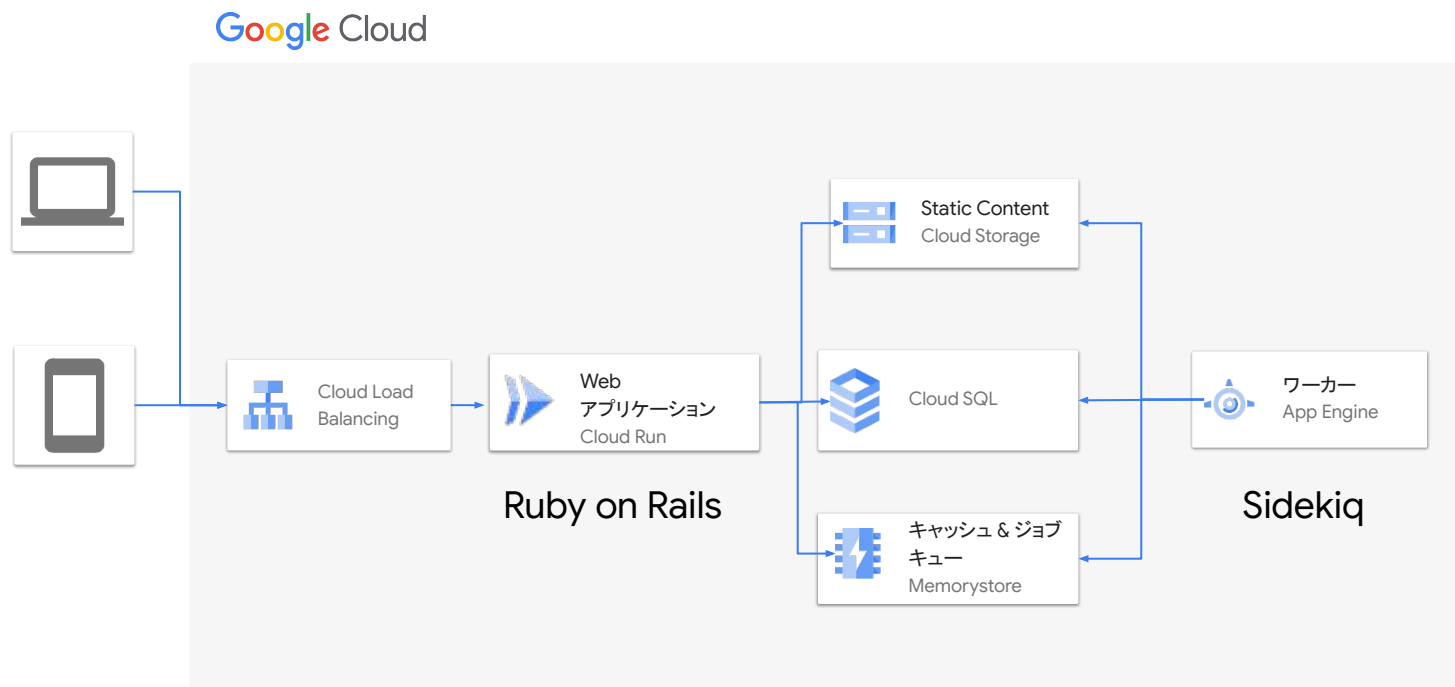 Google Cloud
Static Content
Cloud Storage
Cloud Load
Balancing
Web
アプリケーション
Cloud Run
Cloud SQL
ワーカー
App Engine
Ruby on Rails
Sidekiq
キャッシュ & ジョブ
キュー
Memorystore